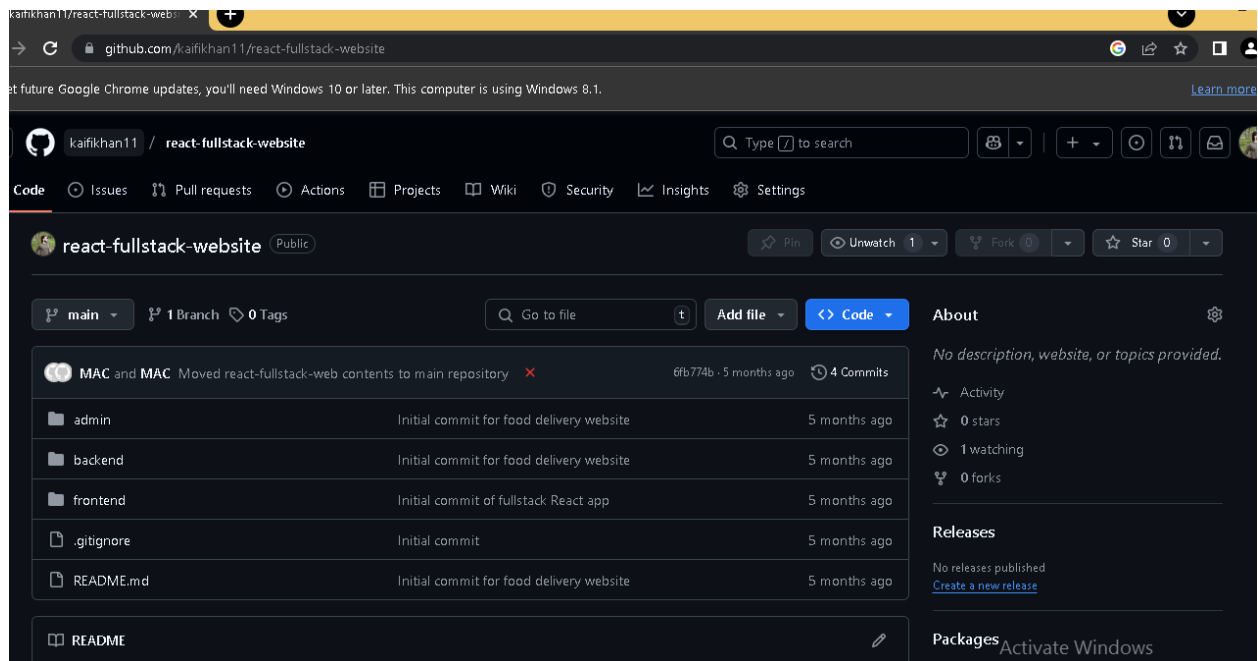 kaifikhan11/react-fullstack-webs
github.com/kaifikhan11/react-fullstack-website
et future Google Chrome updates, you'll need Windows 10 or later. This computer is using Windows 8.1. Learn more
kaifikhan11 / react-fullstack-website Type / to search
Code Issues Pull requests Actions Projects Wiki Security Insights Settings
react-fullstack-website Public Pin Unwatch 1 Fork 0 Star 0
main 1 Branch 0 Tags Go to file t Add file <> Code
MAC and MAC Moved react-fullstack-web contents to main repository 6fb774b · 5 months ago 4 Commits
admin Initial commit for food delivery website 5 months ago
backend Initial commit for food delivery website 5 months ago
frontend Initial commit of fullstack React app 5 months ago
.gitignore Initial commit 5 months ago
README.md Initial commit for food delivery website 5 months ago
README
About
No description, website, or topics provided.
Activity
0 stars
1 watching
0 forks
Releases
No releases published
Create a new release
Packages
Activate Windows